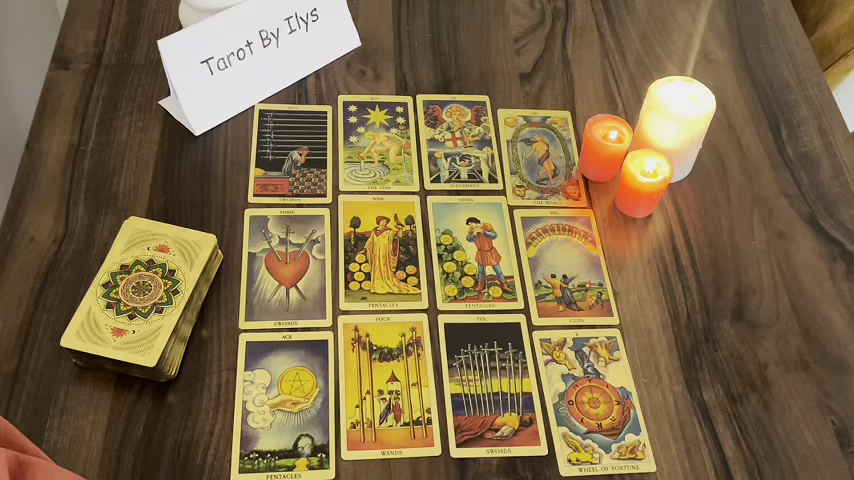 Tarot By Ilys
SWORDS
THE STAR
JUDGEMENT
THE WORLD
THREE
SWORDS
NINE
PENTACLES
SEVEN
PENTACLES
TEN
CUPS
ACE
PENTACLES
FOUR
WANDS
TEN
SWORDS
X
WHEEL OF FORTUNE